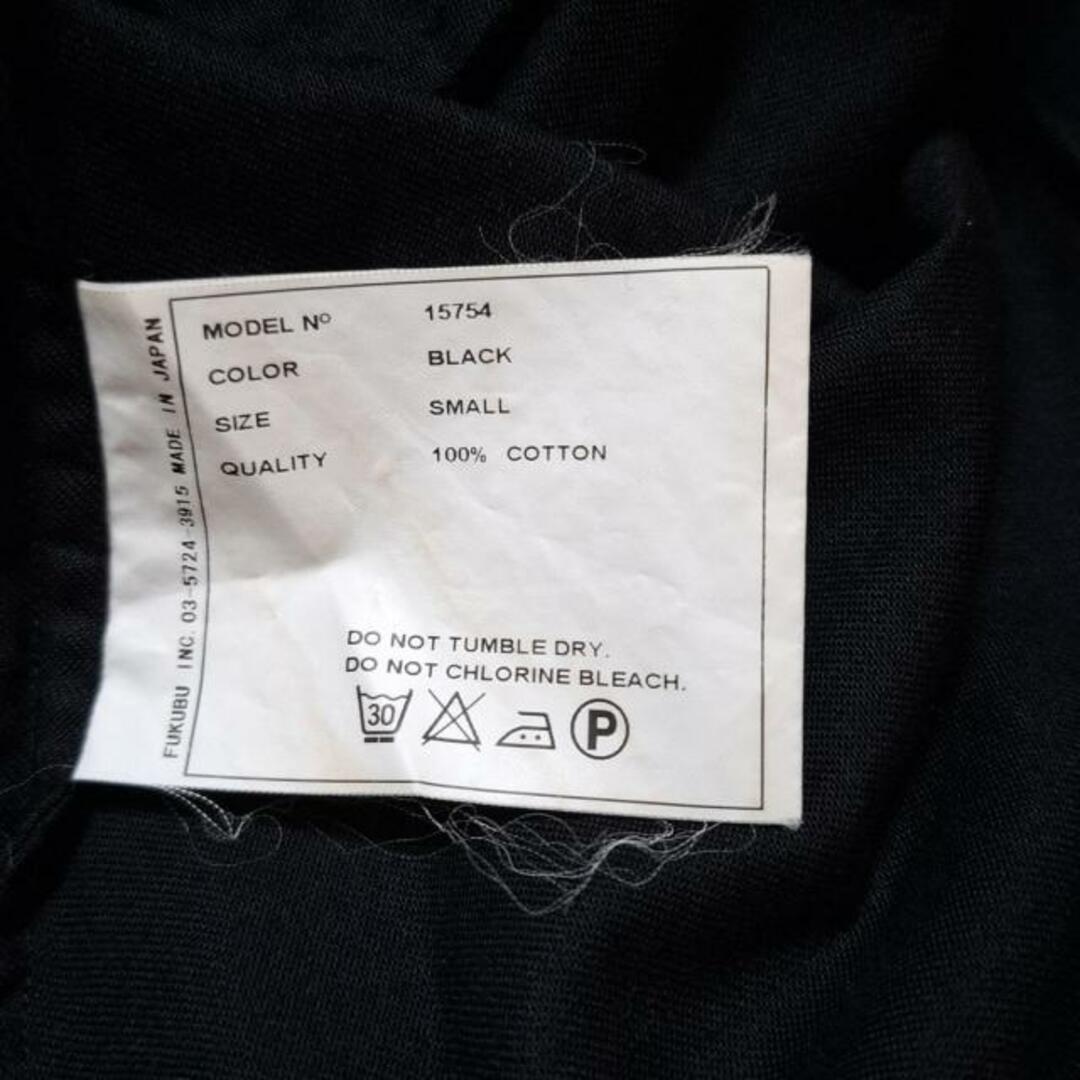 MODEL Nº 15754
COLOR BLACK
SIZE SMALL
QUALITY 100% COTTON
DO NOT TUMBLE DRY.
DO NOT CHLORINE BLEACH.
30 P
FUKUBU INC. 03-5724-3915 MADE IN JAPAN